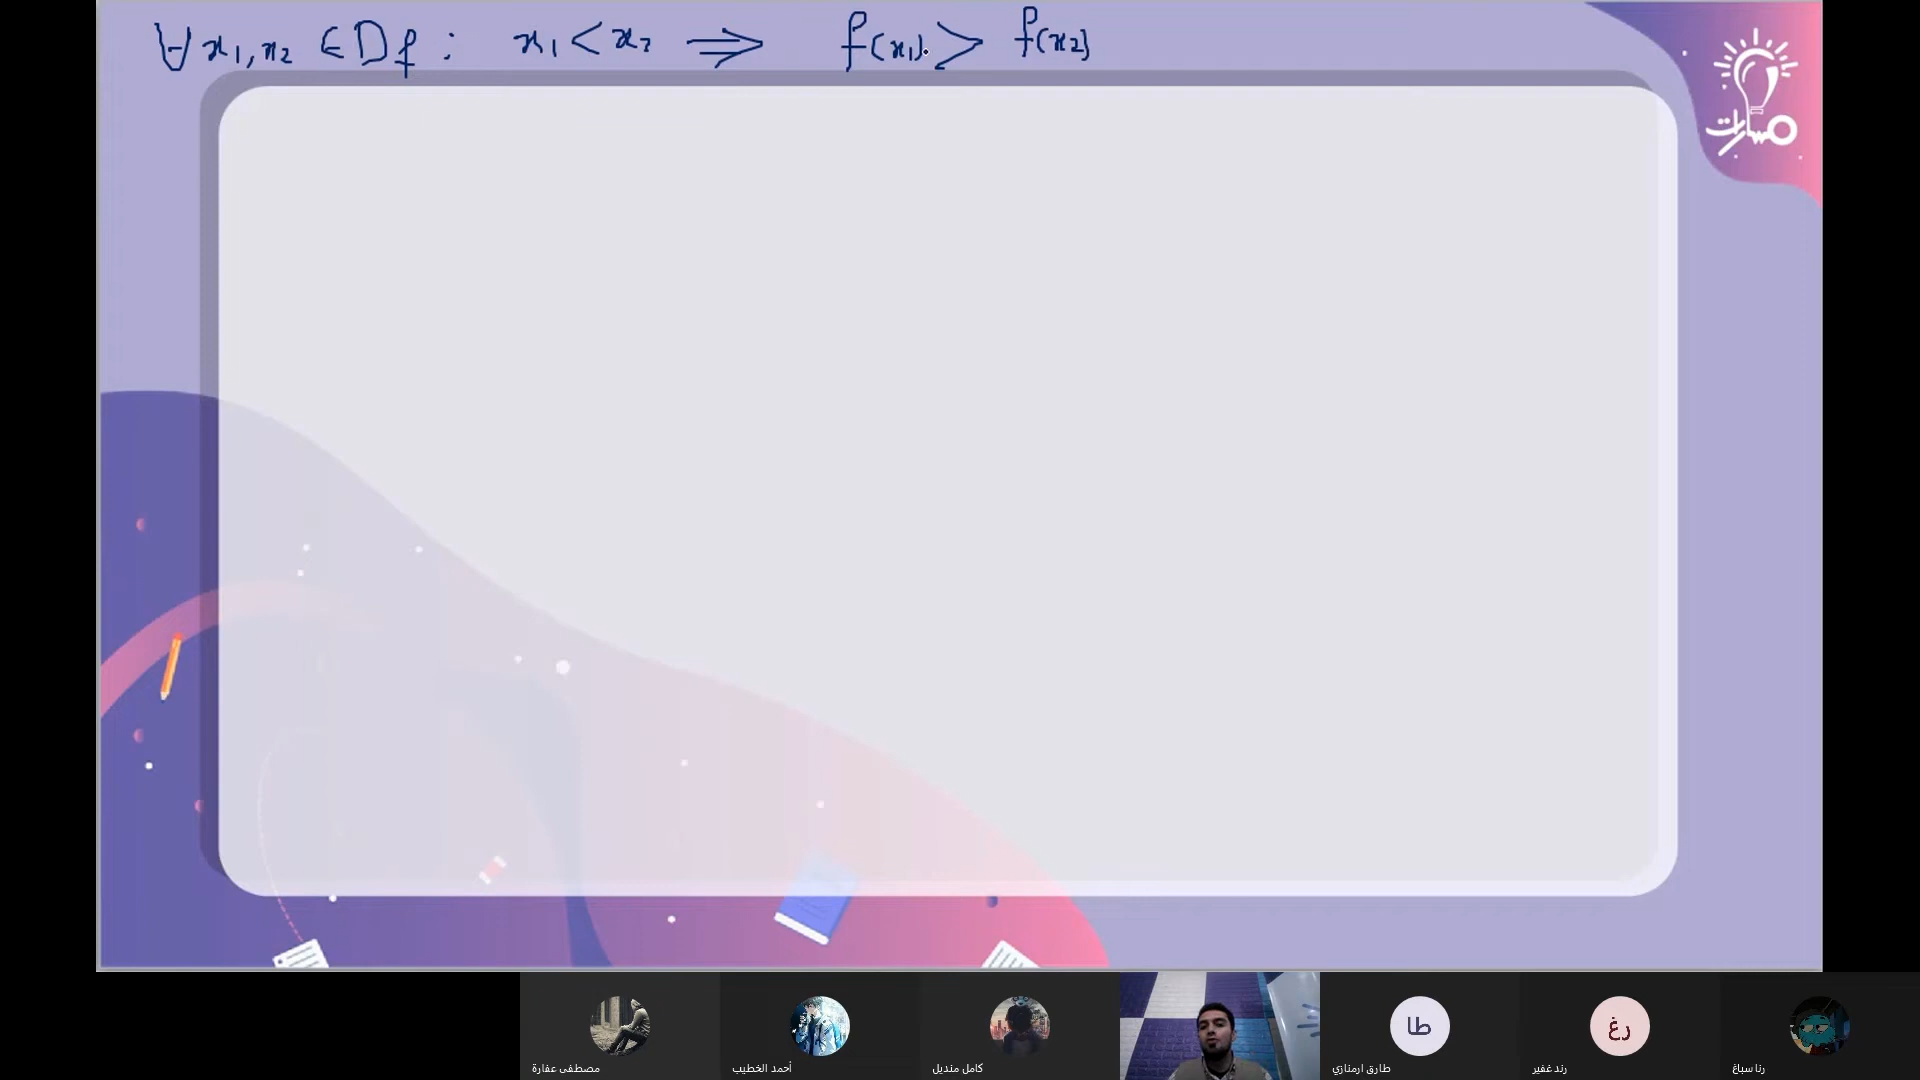 ∀ x₁, x₂ ∈ Df : x₁ < x₂ ⟹ f(x₁) > f(x₂)
مسارات
طا
رغ
مصطفى عفارة
أحمد الخطيب
كامل منديل
طارق ارمنازي
رند غفير
رنا سباغ